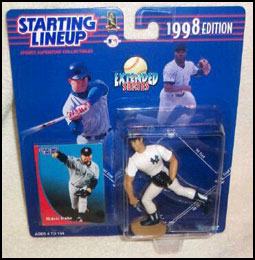 STARTING
LINEUP
SPORTS SUPERSTAR COLLECTIBLES
1998 EDITION
EXTENDED
SERIES
AGES 4 TO 104